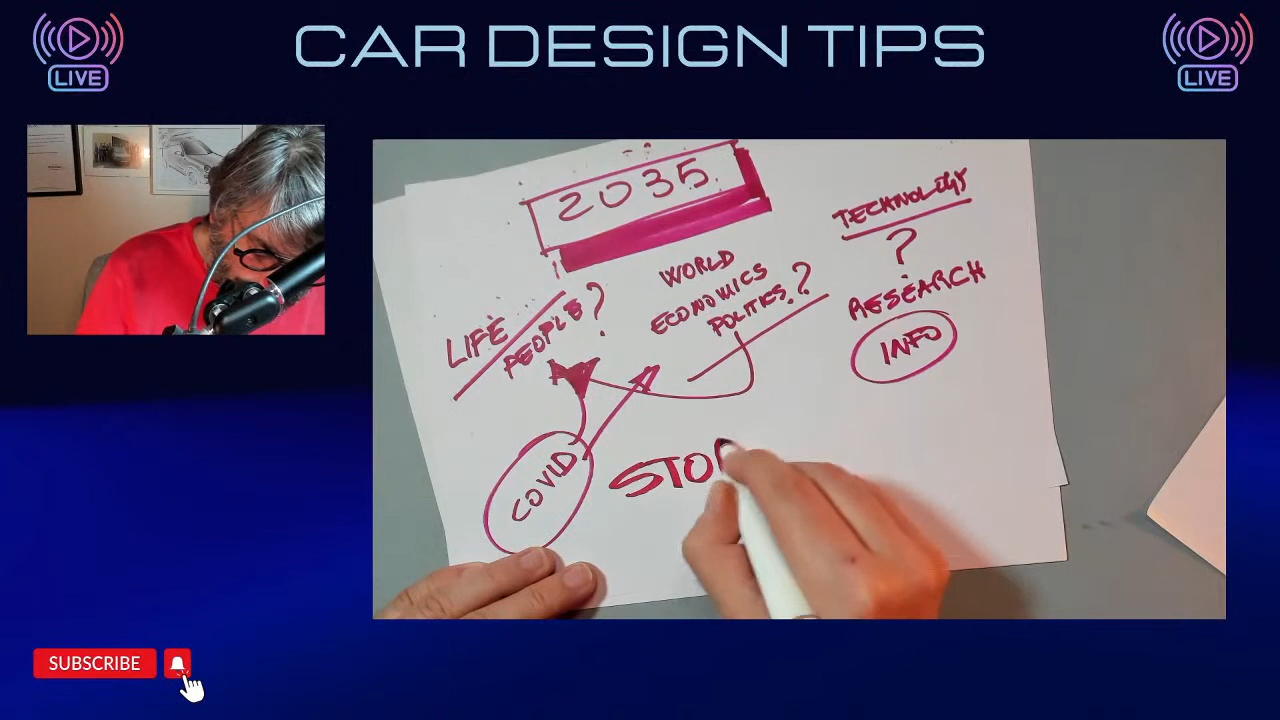 CAR DESIGN TIPS
LIVE
LIVE
2035
LIFE
PEOPLE?
WORLD
ECONOMICS
POLITICS?
TECHNOLOGY
?
RESEARCH
INFO
COVID
STO
SUBSCRIBE